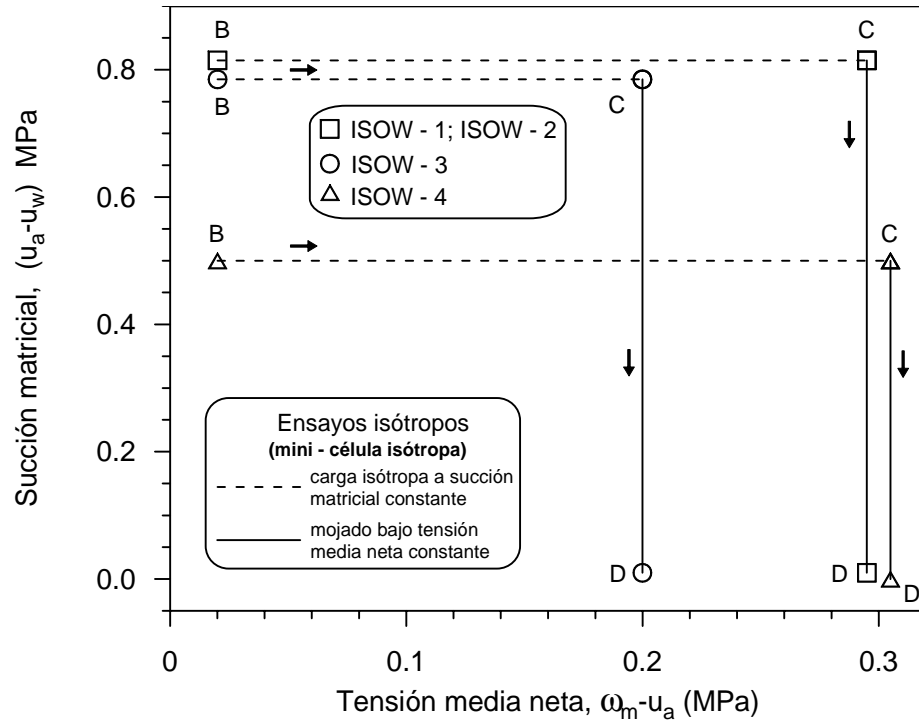 B
C
0.8
B
C
ISOW - 1; ISOW - 2
ISOW - 3
ISOW - 4
0.6
B
C
0.4
Ensayos isótropos
(mini - célula isótropa)
carga isótropa a succión
matricial constante
mojado bajo tensión
media neta constante
0.2
0.0
D
D
D
0
0.1
0.2
0.3
Succión matricial, (ua-uw) MPa
Tensión media neta, ωm-ua (MPa)